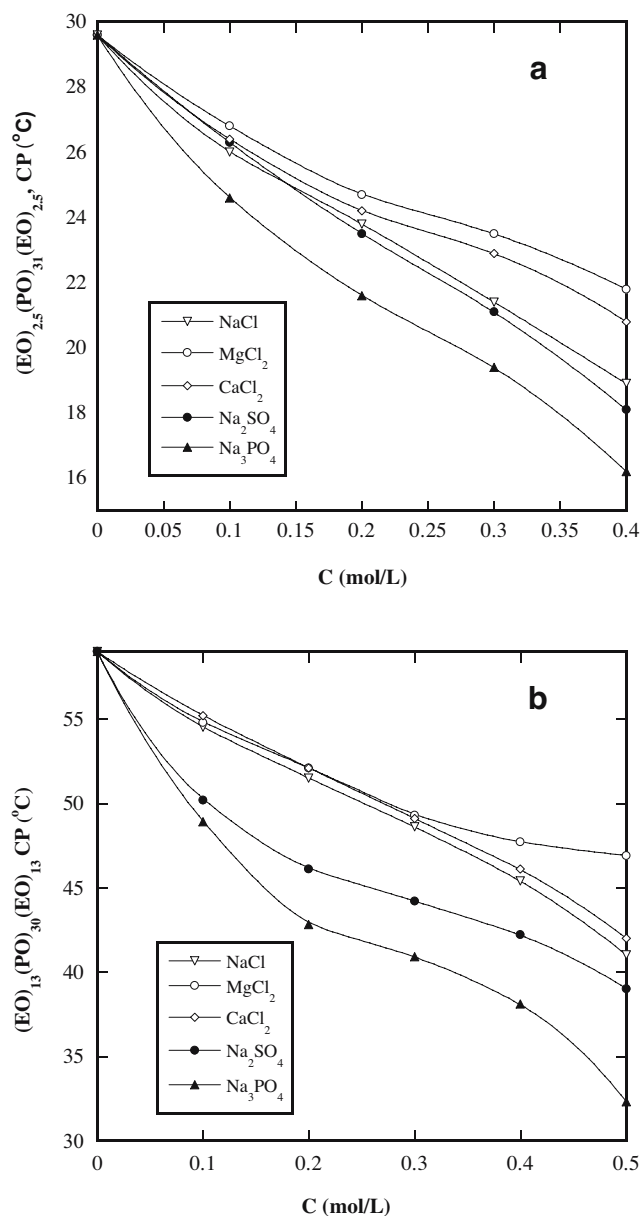 a
(EO)2.5(PO)31(EO)2.5, CP (°C)
30
28
26
24
22
20
18
16
NaCl
MgCl2
CaCl2
Na2SO4
Na3PO4
0
0.05
0.1
0.15
0.2
0.25
0.3
0.35
0.4
C (mol/L)
b
(EO)13(PO)30(EO)13 CP (°C)
55
50
45
40
35
30
NaCl
MgCl2
CaCl2
Na2SO4
Na3PO4
0
0.1
0.2
0.3
0.4
0.5
C (mol/L)